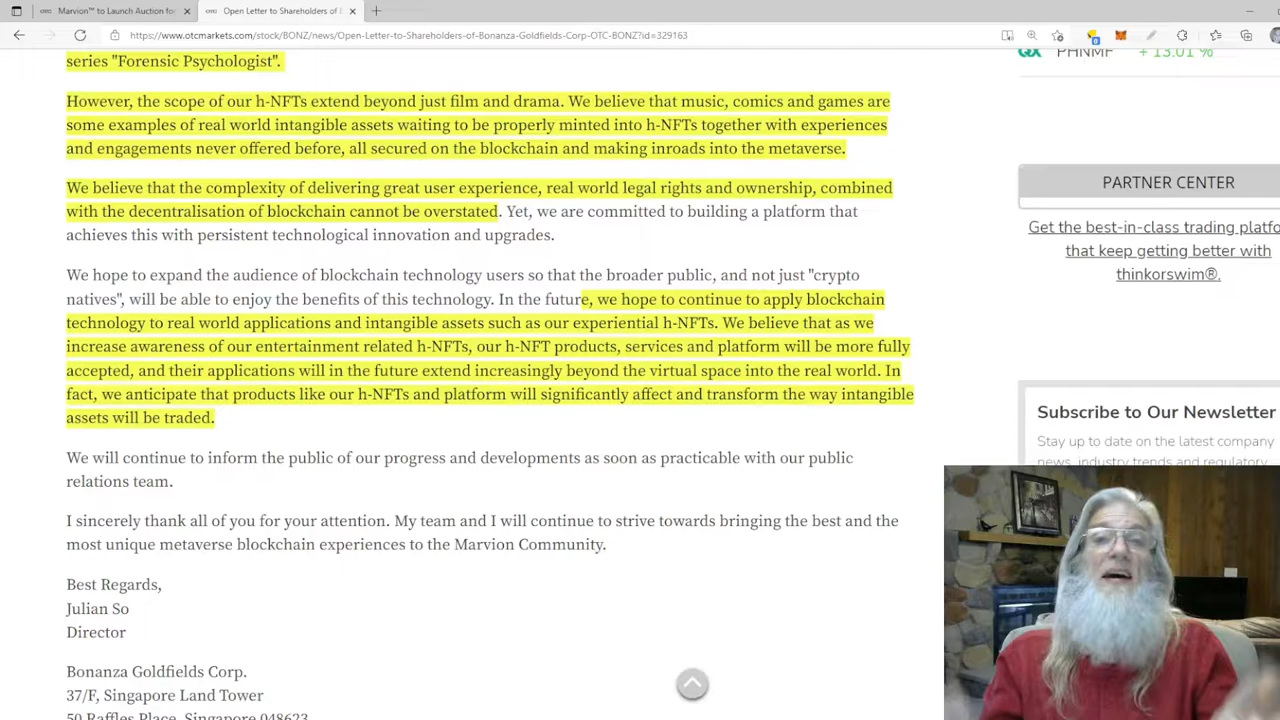 Marvion™ to Launch Auction fo
Open Letter to Shareholders of B
https://www.otcmarkets.com/stock/BONZ/news/Open-Letter-to-Shareholders-of-Bonanza-Goldfields-Corp-OTC-BONZ?id=329163
series "Forensic Psychologist".
However, the scope of our h-NFTs extend beyond just film and drama. We believe that music, comics and games are
some examples of real world intangible assets waiting to be properly minted into h-NFTs together with experiences
and engagements never offered before, all secured on the blockchain and making inroads into the metaverse.
We believe that the complexity of delivering great user experience, real world legal rights and ownership, combined
with the decentralisation of blockchain cannot be overstated. Yet, we are committed to building a platform that
achieves this with persistent technological innovation and upgrades.
We hope to expand the audience of blockchain technology users so that the broader public, and not just "crypto
natives", will be able to enjoy the benefits of this technology. In the future, we hope to continue to apply blockchain
technology to real world applications and intangible assets such as our experiential h-NFTs. We believe that as we
increase awareness of our entertainment related h-NFTs, our h-NFT products, services and platform will be more fully
accepted, and their applications will in the future extend increasingly beyond the virtual space into the real world. In
fact, we anticipate that products like our h-NFTs and platform will significantly affect and transform the way intangible
assets will be traded.
We will continue to inform the public of our progress and developments as soon as practicable with our public
relations team.
I sincerely thank all of you for your attention. My team and I will continue to strive towards bringing the best and the
most unique metaverse blockchain experiences to the Marvion Community.
Best Regards,
Julian So
Director
Bonanza Goldfields Corp.
37/F, Singapore Land Tower
50 Raffles Place, Singapore 048623
QX PHNMF + 13.01 %
PARTNER CENTER
Get the best-in-class trading platfo
that keep getting better with
thinkorswim®.
Subscribe to Our Newsletter
Stay up to date on the latest company
news, industry trends and regulatory